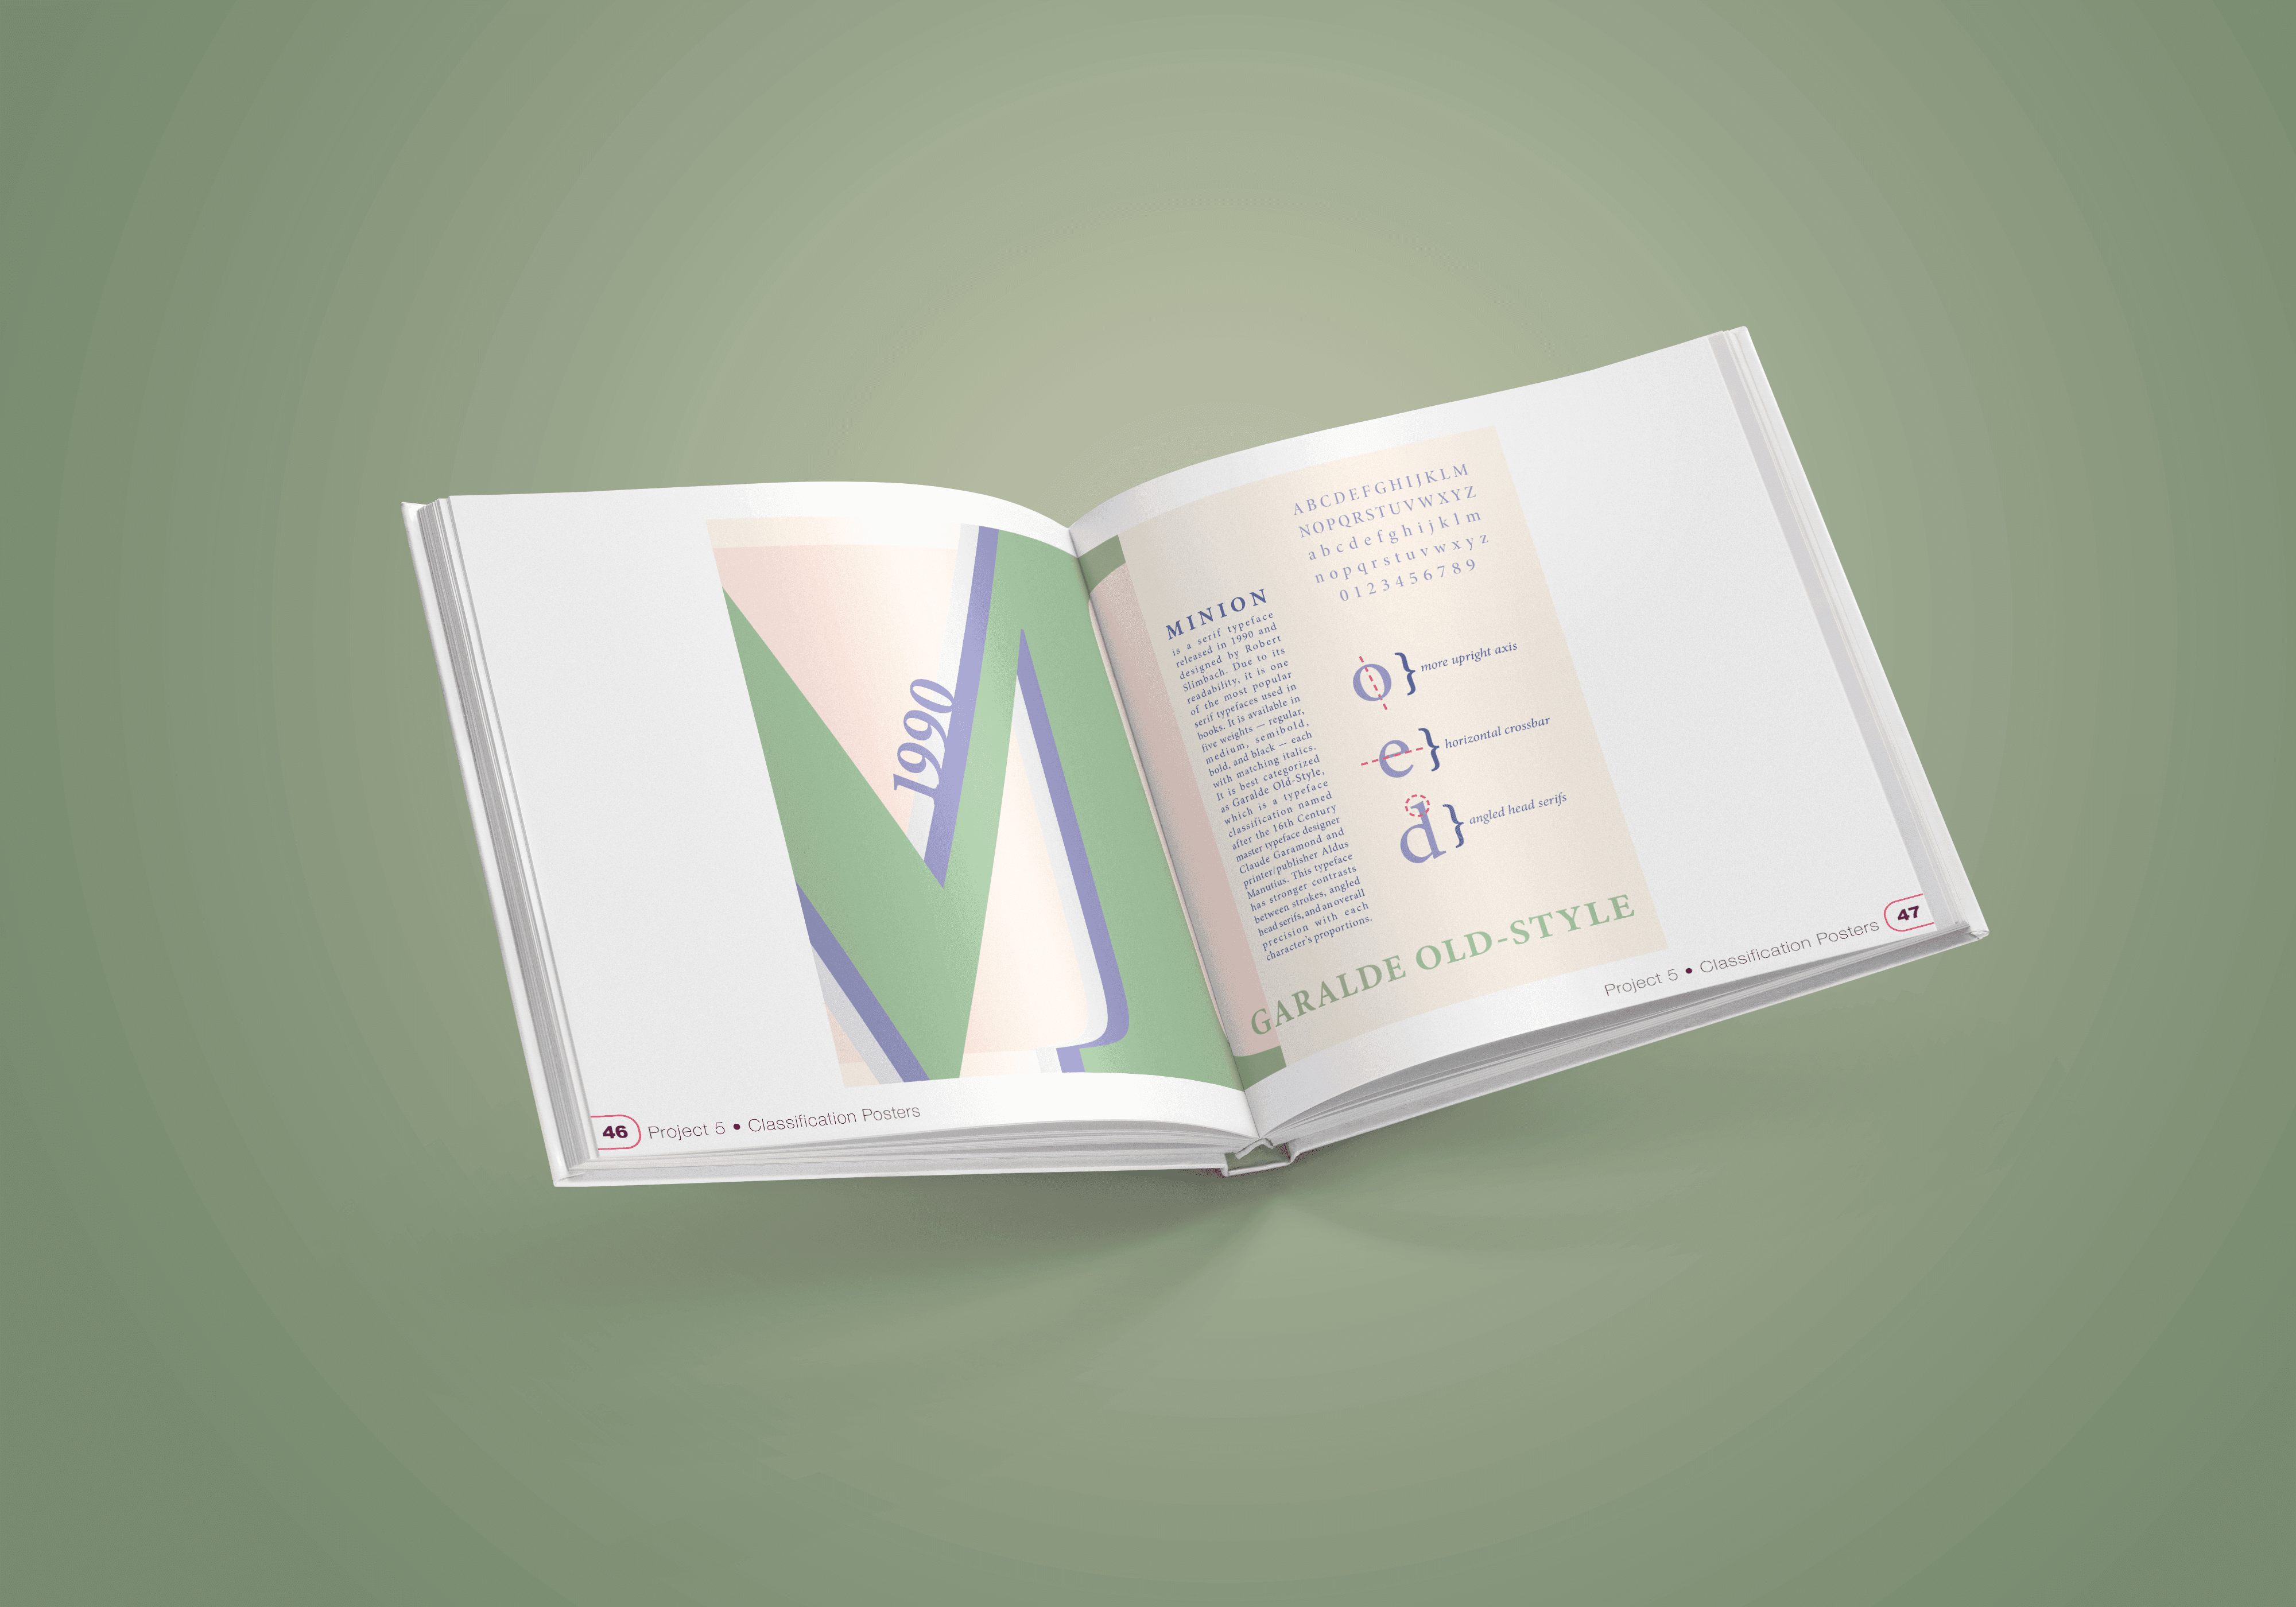 1990
46 Project 5 • Classification Posters
ABCDEFGHIJKLM
NOPQRSTUVWXYZ
abcdefghijklm
nopqrstuvwxyz
0123456789
MINION
is a serif typeface
released in 1990 and
designed by Robert
Slimbach. Due to its
readability, it is one
of the most popular
serif typefaces used in
books. It is available in
five weights — regular,
medium, semibold,
bold, and black — each
with matching italics.
It is best categorized
as Garalde Old-Style,
which is a typeface
classification named
after the 16th Century
master typeface designer
Claude Garamond and
printer/publisher Aldus
Manutius. This typeface
has stronger contrasts
between strokes, angled
head serifs, and an overall
precision with each
character's proportions.
o } more upright axis
e } horizontal crossbar
d } angled head serifs
GARALDE OLD-STYLE
Project 5 • Classification Posters 47